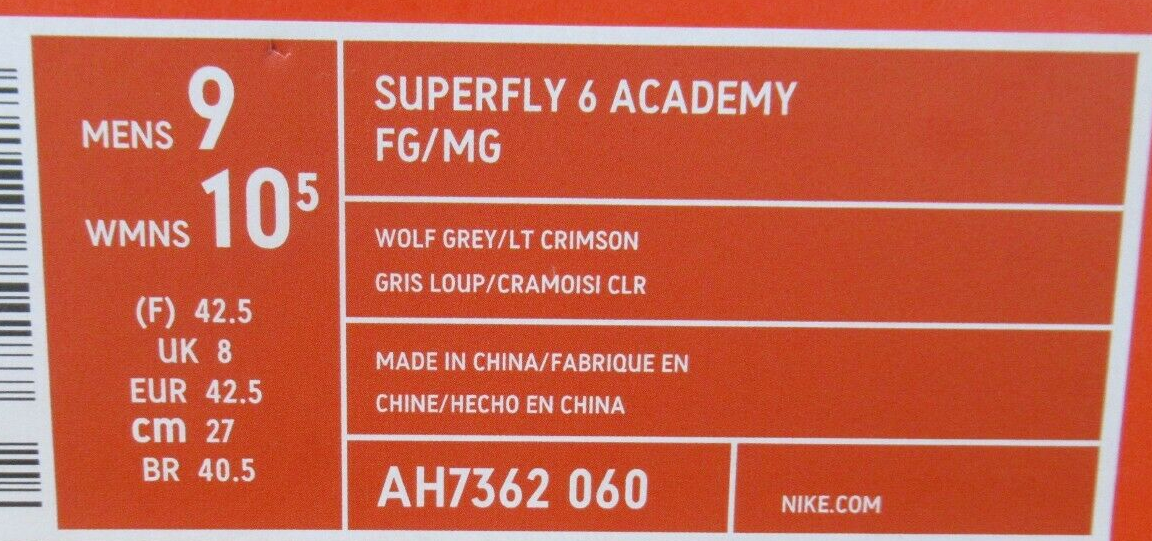 MENS 9
WMNS 10⁵
(F) 42.5
UK 8
EUR 42.5
cm 27
BR 40.5
SUPERFLY 6 ACADEMY
FG/MG
WOLF GREY/LT CRIMSON
GRIS LOUP/CRAMOISI CLR
MADE IN CHINA/FABRIQUE EN
CHINE/HECHO EN CHINA
AH7362 060
NIKE.COM